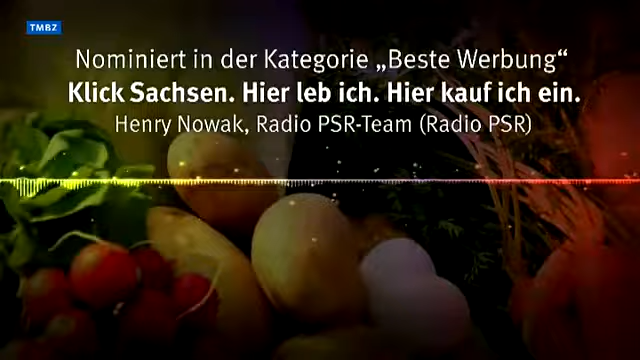 TMBZ
Nominiert in der Kategorie „Beste Werbung“
Klick Sachsen. Hier leb ich. Hier kauf ich ein.
Henry Nowak, Radio PSR-Team (Radio PSR)